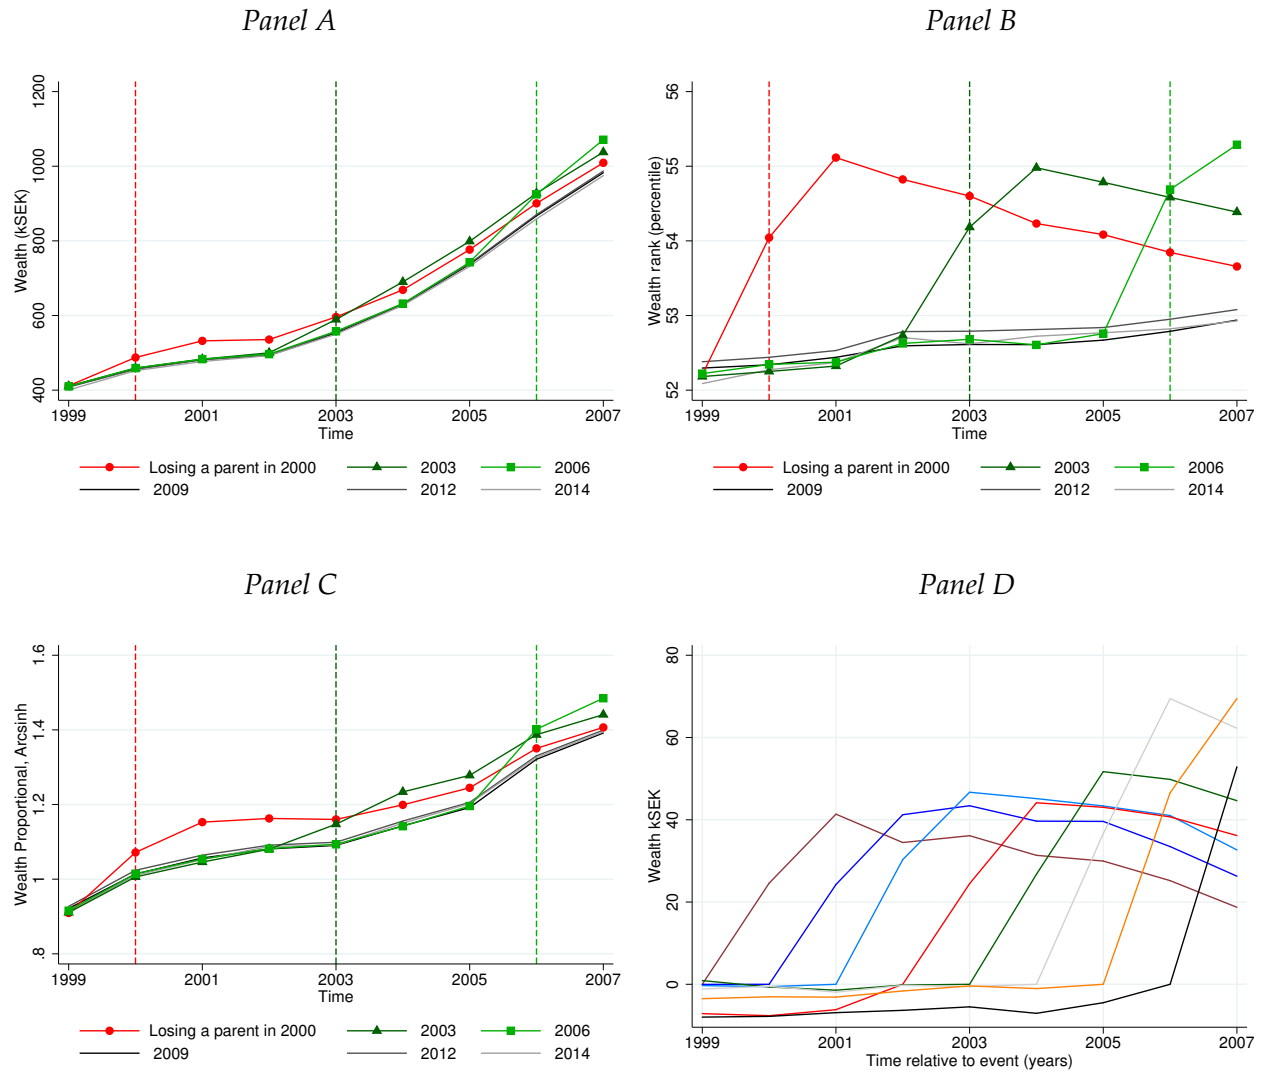 Panel A
Wealth (kSEK)
1200
1000
800
600
400
1999 2001 2003 2005 2007
Time
Losing a parent in 2000 2003 2006
2009 2012 2014
Panel B
Wealth rank (percentile)
56
55
54
53
52
1999 2001 2003 2005 2007
Time
Losing a parent in 2000 2003 2006
2009 2012 2014
Panel C
Wealth Proportional, Arcsinh
1.6
1.4
1.2
1
.8
1999 2001 2003 2005 2007
Time
Losing a parent in 2000 2003 2006
2009 2012 2014
Panel D
Wealth kSEK
80
60
40
20
0
1999 2001 2003 2005 2007
Time relative to event (years)